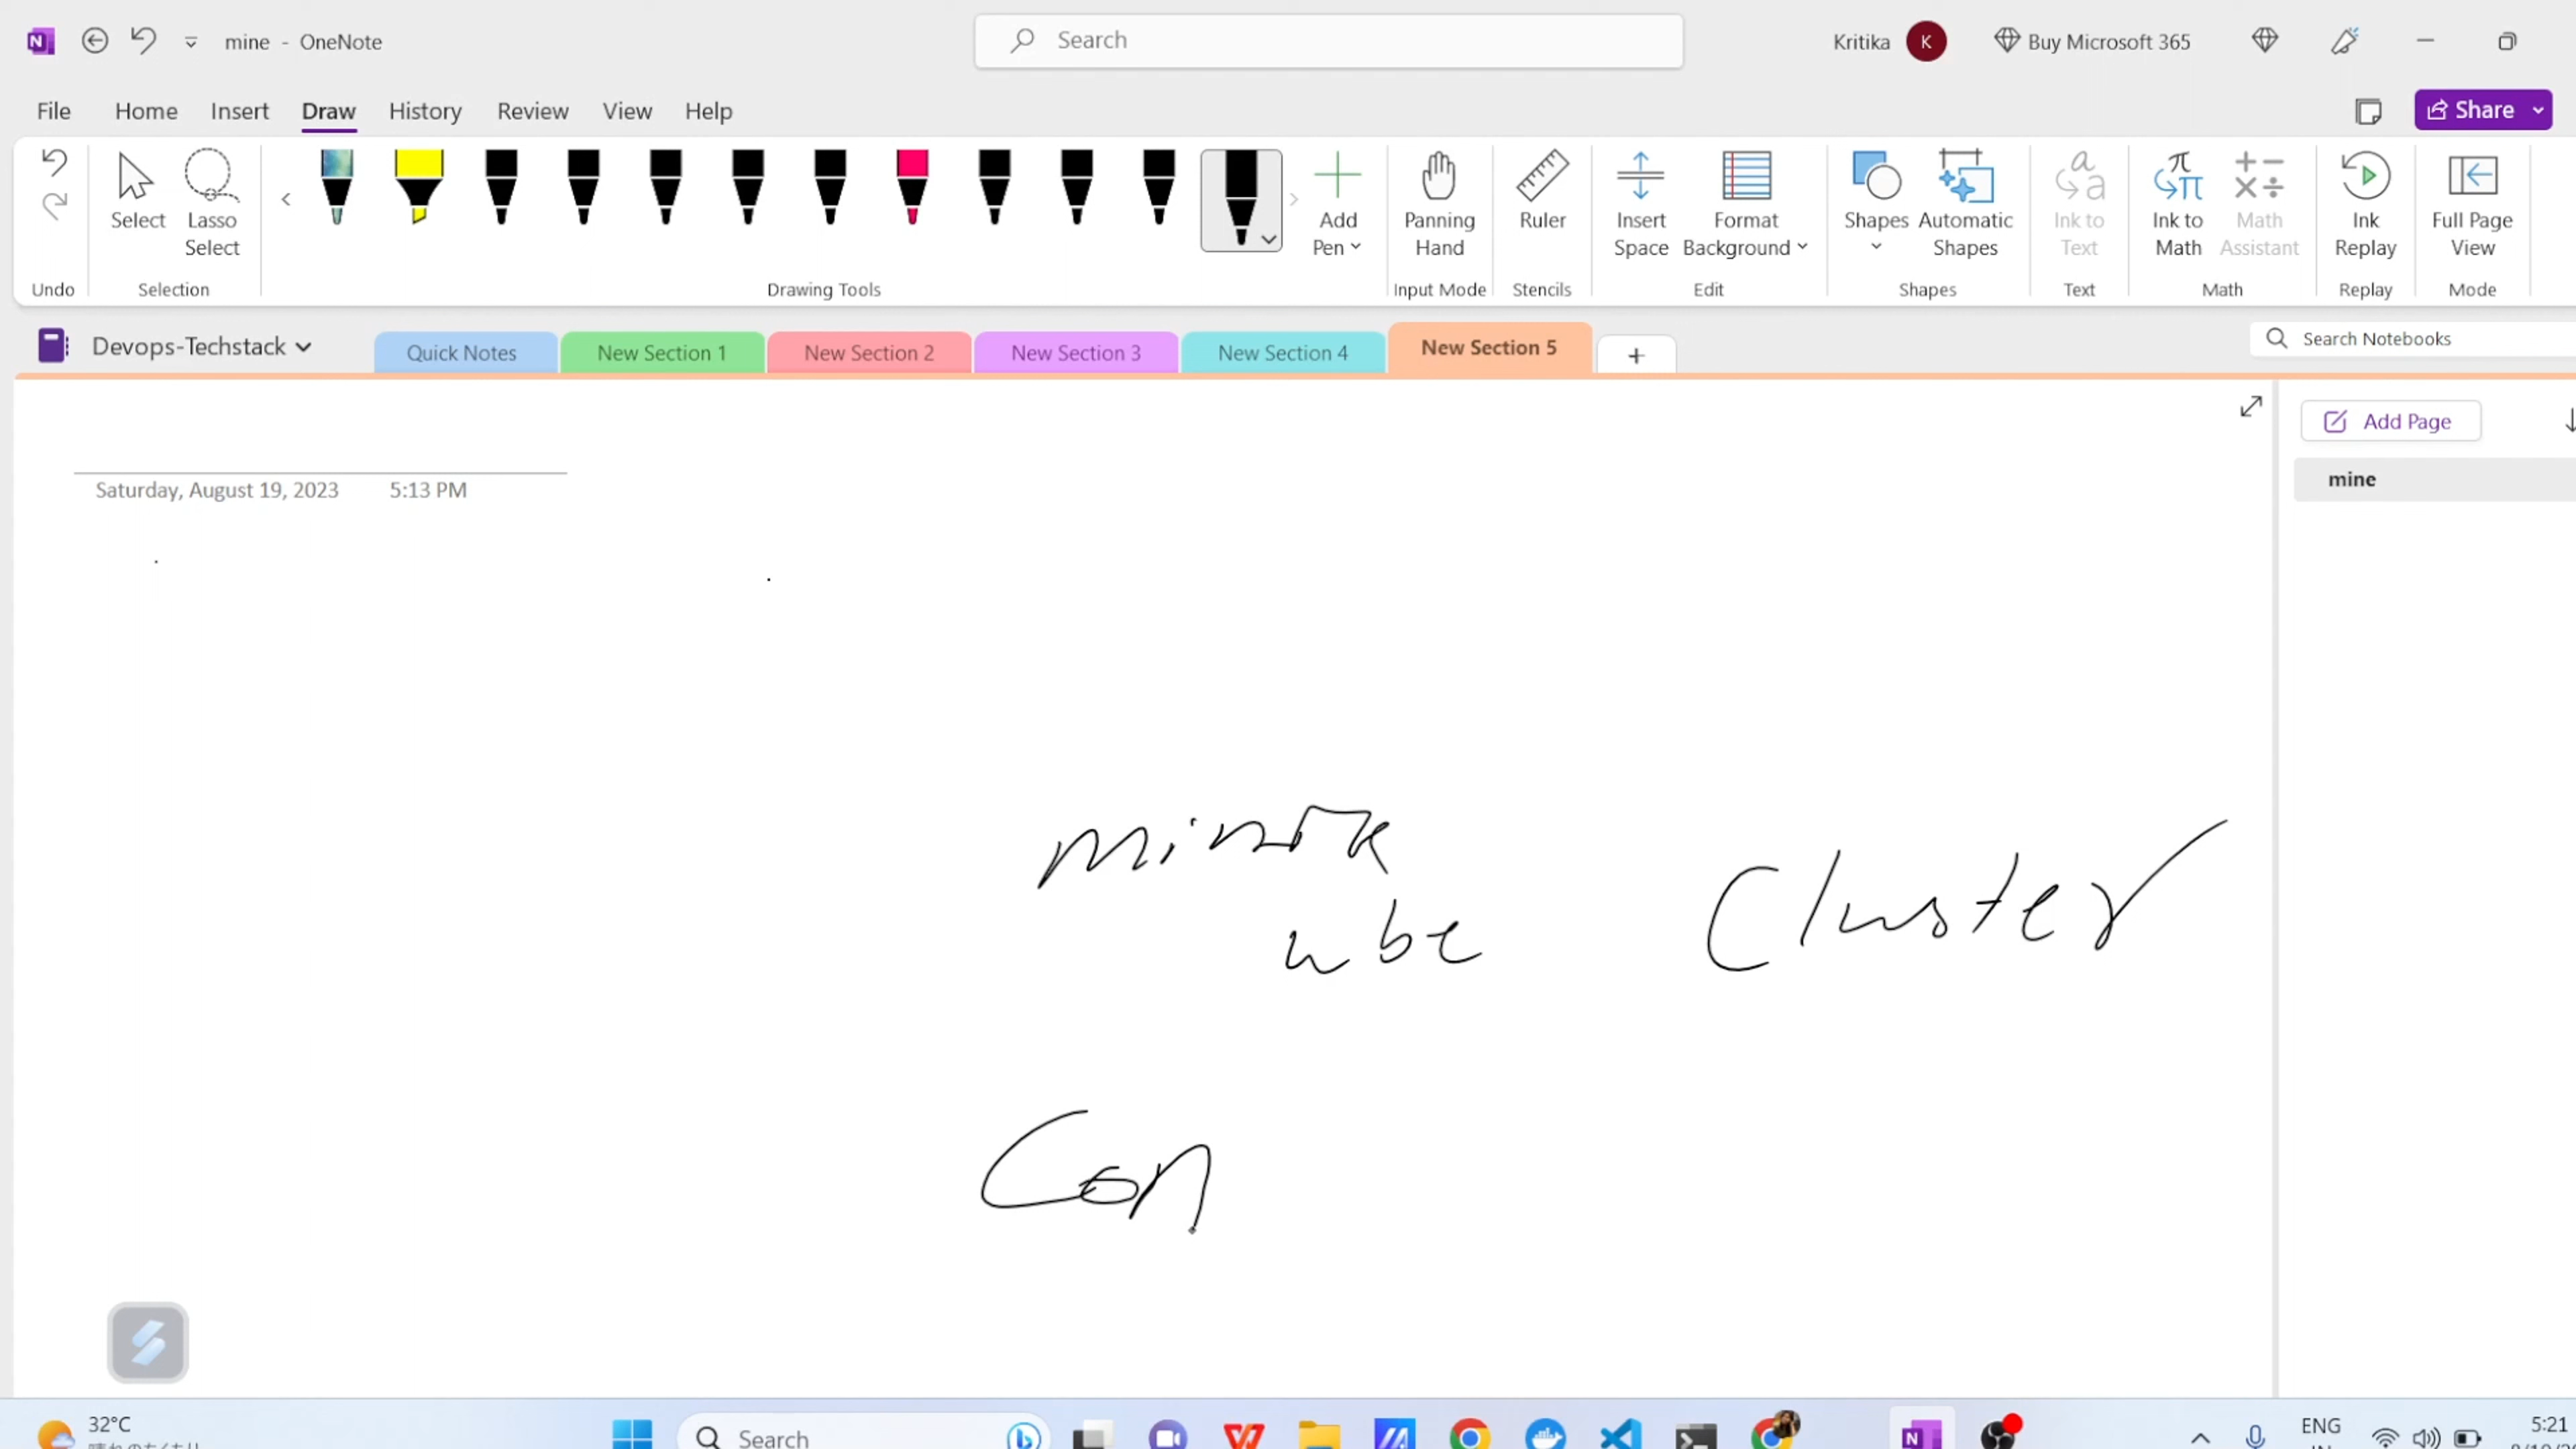 mine - OneNote
Search
Kritika K Buy Microsoft 365
File Home Insert Draw History Review View Help
Share
Select
Lasso Select
Add Pen
Panning Hand
Ruler
Insert Space
Format Background
Shapes
Automatic Shapes
Ink to Text
Ink to Math
Math Assistant
Ink Replay
Full Page View
Undo Selection Drawing Tools Input Mode Stencils Edit Shapes Text Math Replay Mode
Devops-Techstack
Quick Notes
New Section 1
New Section 2
New Section 3
New Section 4
New Section 5
Search Notebooks
Add Page
mine
Saturday, August 19, 2023 5:13 PM
ube
Cluster
Con
32°C
Search
ENG
IN
5:21